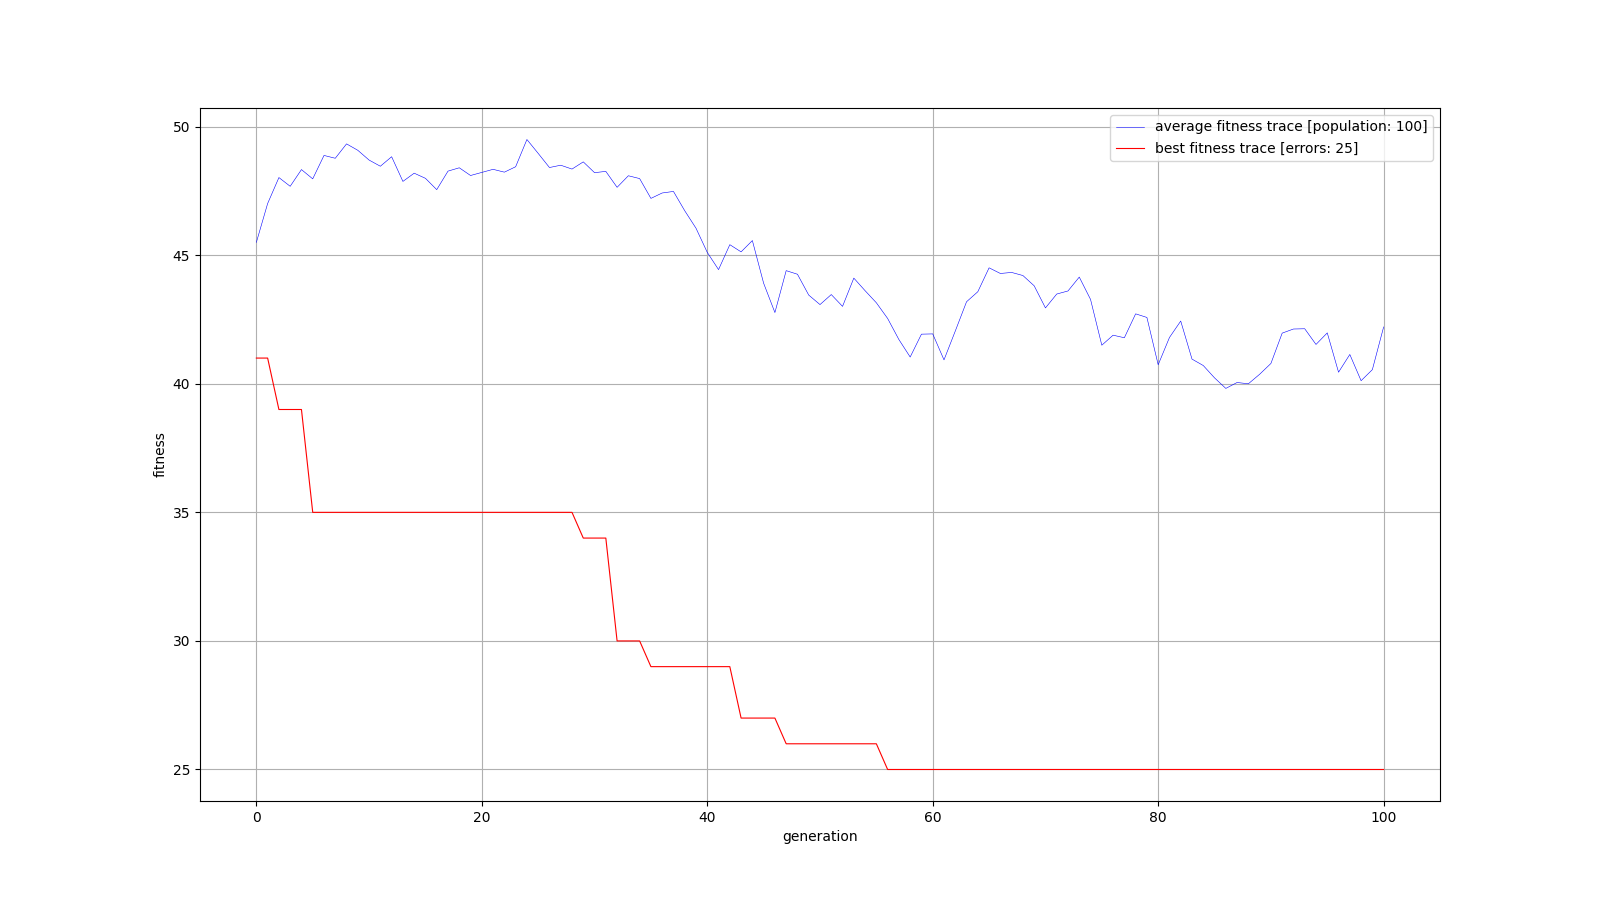 average fitness trace [population: 100]
best fitness trace [errors: 25]
50
45
40
35
30
25
fitness
0 20 40 60 80 100
generation